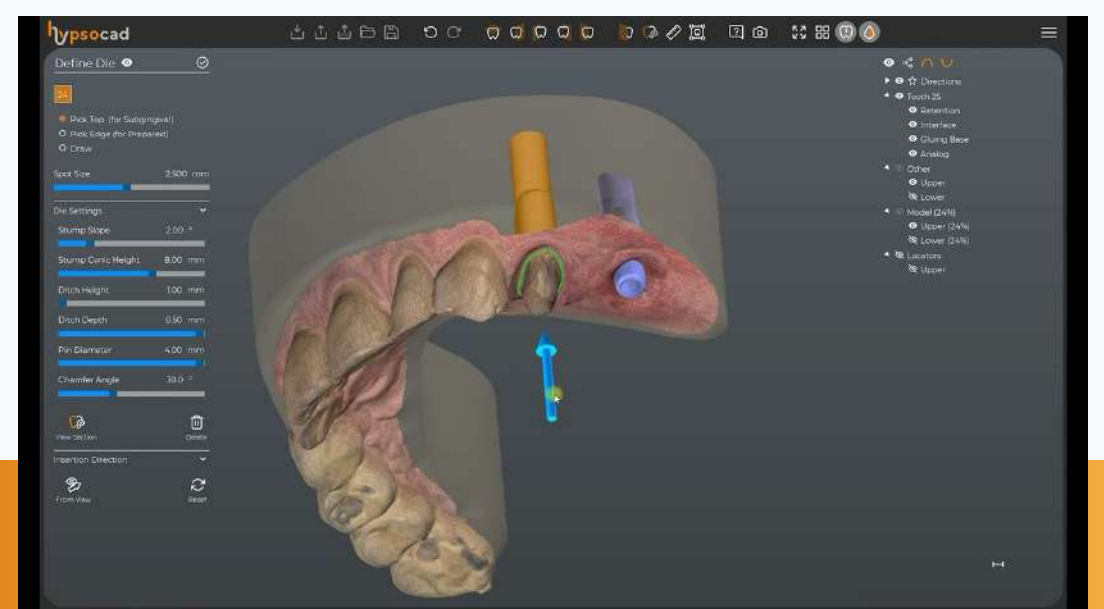 hypsocad
Define Die
24
Pick Top (for Subgingival)
Pick Edge (for Prepared)
Draw
Spot Size 2.500 mm
Die Settings
Stump Slope 2.00 °
Stump Conic Height 8.00 mm
Ditch Height 1.00 mm
Ditch Depth 0.50 mm
Pin Diameter 4.00 mm
Chamfer Angle 30.0 °
View Section Delete
Insertion Direction
From View Reset
Directions
Tooth 25
Retention
Interface
Gluing Base
Analog
Other
Upper
Lower
Model (24%)
Upper (24%)
Lower (24%)
Locators
Upper